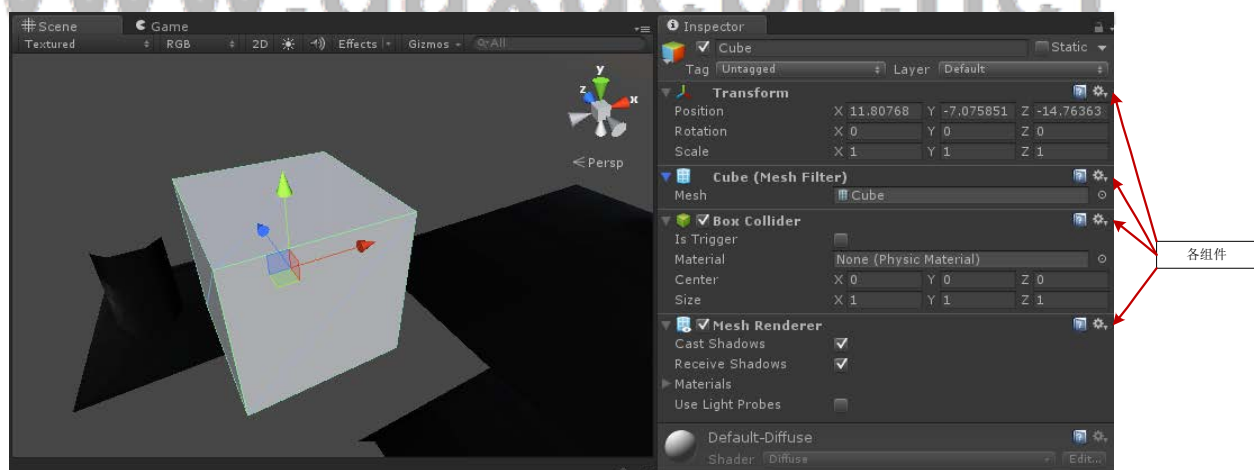 Scene Game
Textured RGB 2D Effects Gizmos All
y
z x
Persp
Inspector
Cube Static
Tag Untagged Layer Default
Transform
Position X 11.80768 Y -7.075851 Z -14.76363
Rotation X 0 Y 0 Z 0
Scale X 1 Y 1 Z 1
Cube (Mesh Filter)
Mesh Cube
Box Collider
Is Trigger
Material None (Physic Material)
Center X 0 Y 0 Z 0
Size X 1 Y 1 Z 1
Mesh Renderer
Cast Shadows
Receive Shadows
Materials
Use Light Probes
Default-Diffuse
Shader Diffuse Edit...
各组件